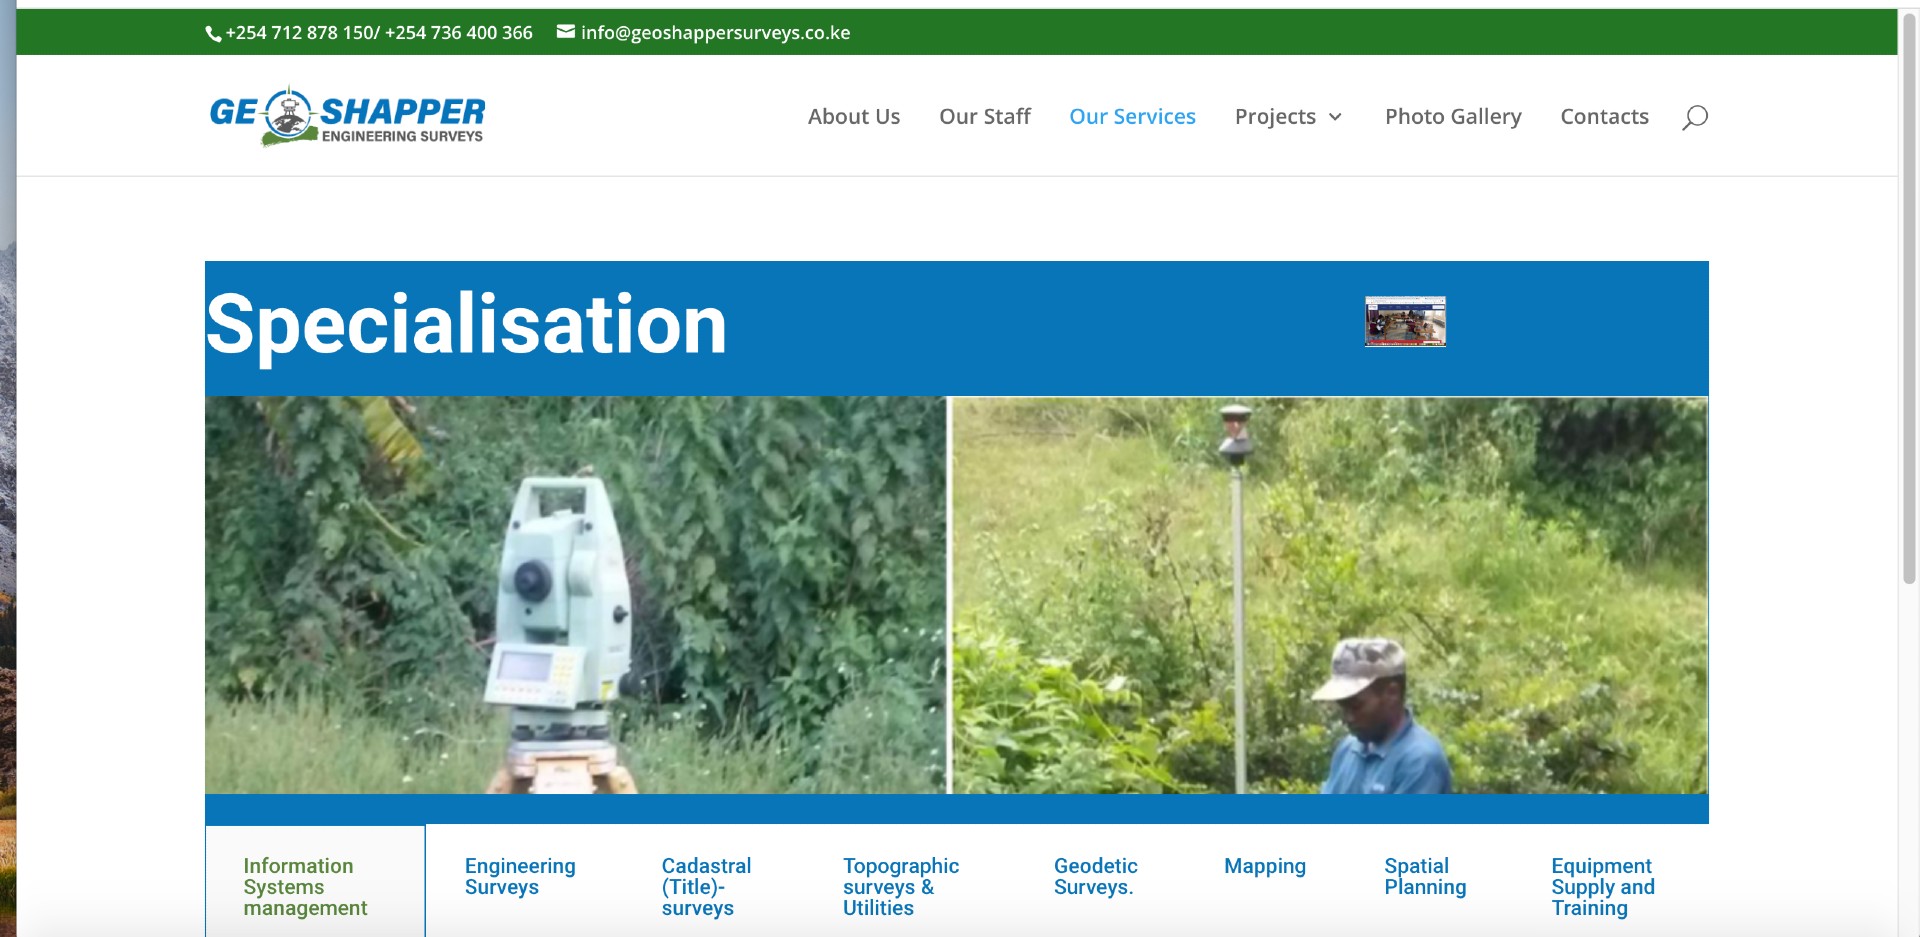 +254 712 878 150/ +254 736 400 366 info@geoshappersurveys.co.ke
GE SHAPPER
ENGINEERING SURVEYS
About Us Our Staff Our Services Projects Photo Gallery Contacts
Specialisation
Information
Systems
management
Engineering
Surveys
Cadastral
(Title)-
surveys
Topographic
surveys &
Utilities
Geodetic
Surveys.
Mapping
Spatial
Planning
Equipment
Supply and
Training